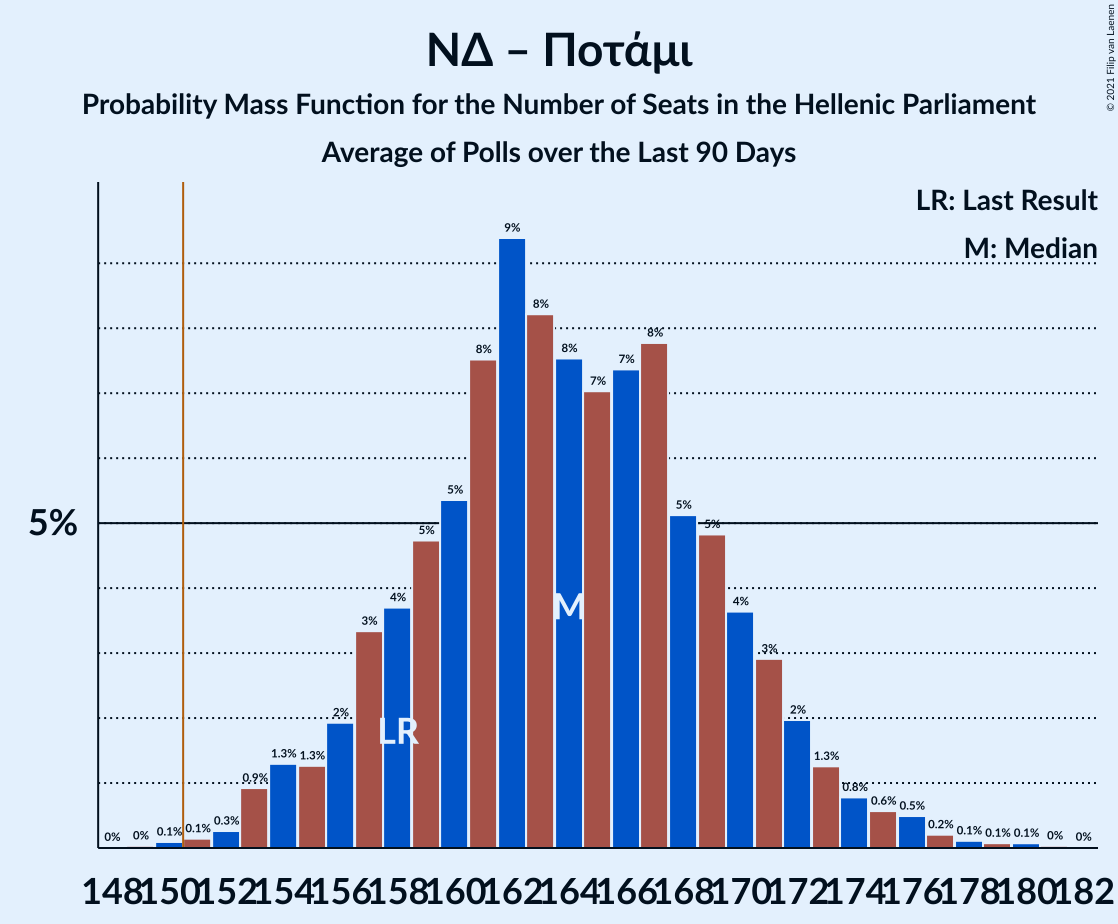 ΝΔ – Ποτάμι
Probability Mass Function for the Number of Seats in the Hellenic Parliament
Average of Polls over the Last 90 Days
© 2021 Filip van Laenen
LR: Last Result
M: Median
5%
0% 0% 0.1% 0.1% 0.3% 0.9% 1.3% 1.3% 2% 3% 4% 5% 5% 8% 9% 8% 8% 7% 7% 8% 5% 5% 4% 3% 2% 1.3% 0.8% 0.6% 0.5% 0.2% 0.1% 0.1% 0.1% 0% 0%
M
LR
148 150 152 154 156 158 160 162 164 166 168 170 172 174 176 178 180 182